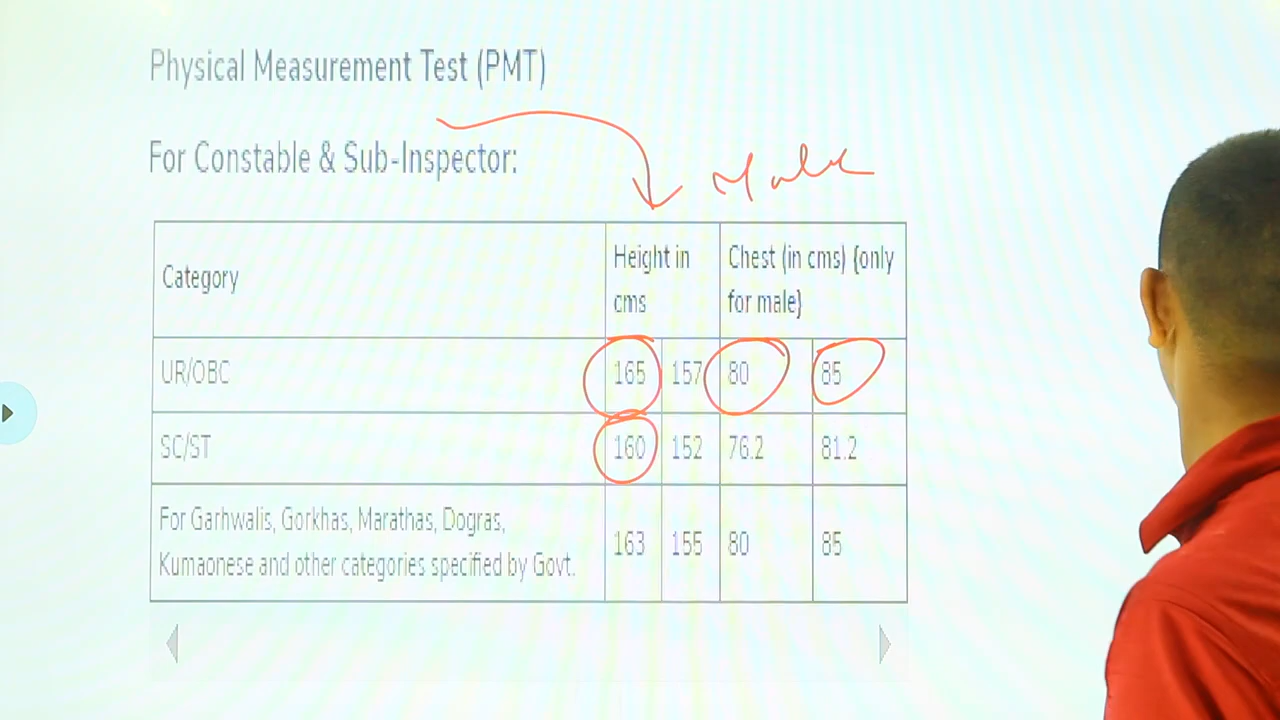 Physical Measurement Test (PMT)
For Constable & Sub-Inspector:
Male
Category
Height in
cms
Chest (in cms) {only
for male}
UR/OBC 165 157 80 85
SC/ST 160 152 76.2 81.2
For Garhwalis, Gorkhas, Marathas, Dogras,
Kumaonese and other categories specified by Govt.
163 155 80 85